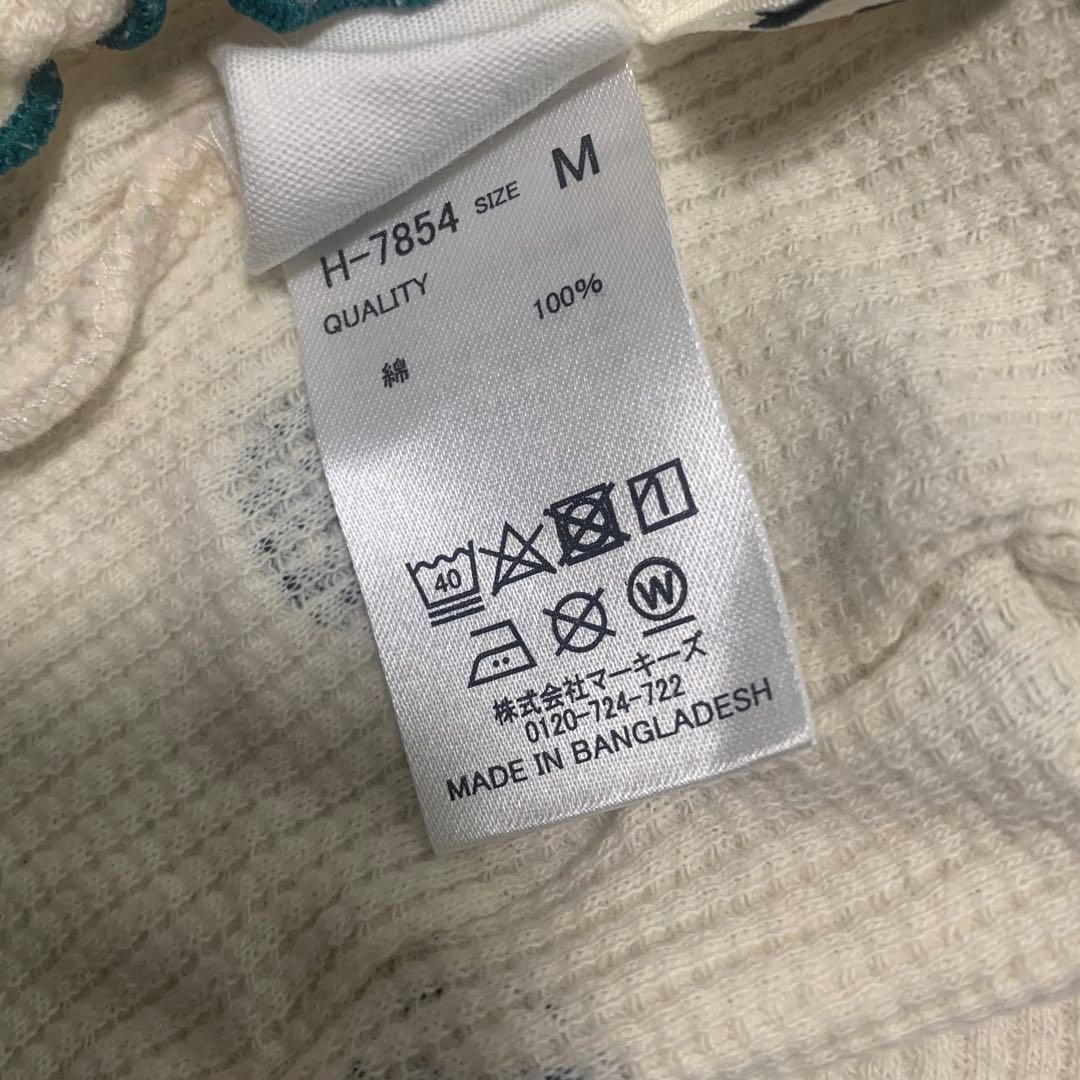 H-7854 SIZE M
QUALITY
綿 100%
40
W
株式会社マーキーズ
0120-724-722
MADE IN BANGLADESH